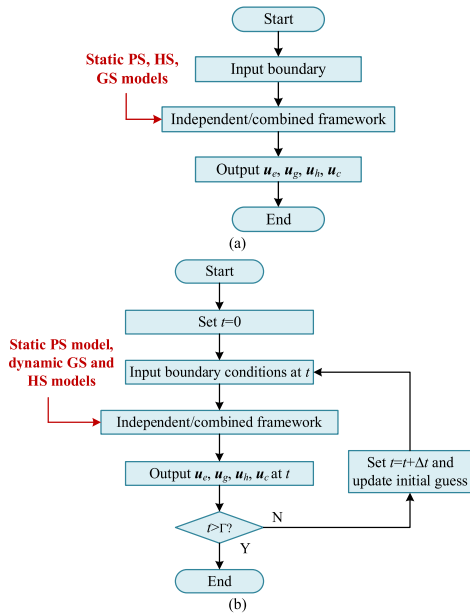 Start
Static PS, HS,
GS models
Input boundary
Independent/combined framework
Output u_e, u_g, u_h, u_c
End
(a)
Start
Set t=0
Static PS model,
dynamic GS and
HS models
Input boundary conditions at t
Independent/combined framework
Output u_e, u_g, u_h, u_c at t
Set t=t+Δt and
update initial guess
t>Γ?
N
Y
End
(b)